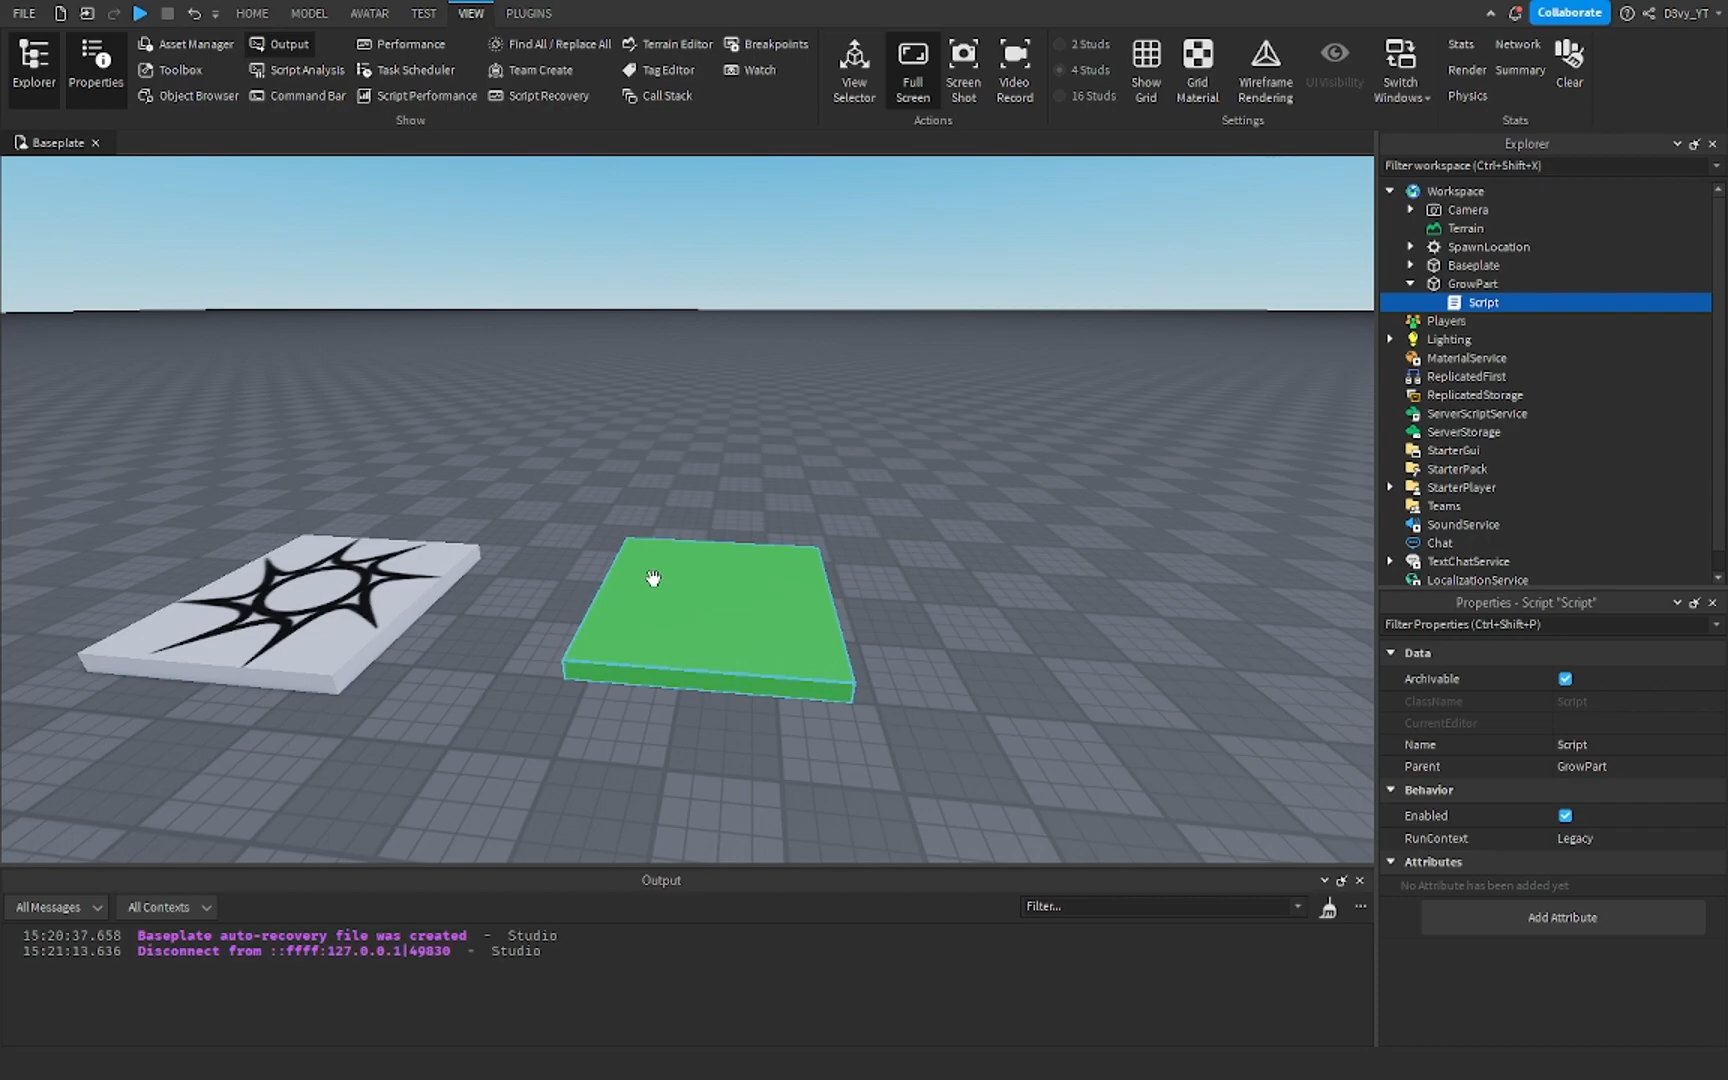 FILE HOME MODEL AVATAR TEST VIEW PLUGINS Collaborate D3vy_YT
Explorer Properties
Asset Manager Output Performance Find All / Replace All Terrain Editor Breakpoints
Toolbox Script Analysis Task Scheduler Team Create Tag Editor Watch
Object Browser Command Bar Script Performance Script Recovery Call Stack
Show
View Selector Full Screen Screen Shot Video Record
Actions
2 Studs
4 Studs
16 Studs
Show Grid Grid Material Wireframe Rendering UI Visibility Switch Windows
Settings
Stats Network
Render Summary
Physics
Clear
Stats
Baseplate
Explorer
Filter workspace (Ctrl+Shift+X)
Workspace
Camera
Terrain
SpawnLocation
Baseplate
GrowPart
Script
Players
Lighting
MaterialService
ReplicatedFirst
ReplicatedStorage
ServerScriptService
ServerStorage
StarterGui
StarterPack
StarterPlayer
Teams
SoundService
Chat
TextChatService
LocalizationService
Properties - Script "Script"
Filter Properties (Ctrl+Shift+P)
Data
Archivable
ClassName Script
CurrentEditor
Name Script
Parent GrowPart
Behavior
Enabled
RunContext Legacy
Attributes
No Attribute has been added yet
Add Attribute
Output
All Messages All Contexts Filter...
15:20:37.658 Baseplate auto-recovery file was created - Studio
15:21:13.636 Disconnect from ::ffff:127.0.0.1|49830 - Studio